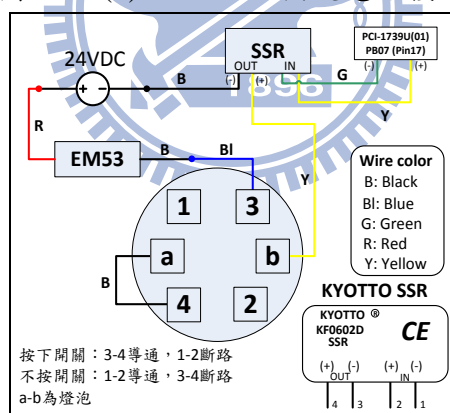 24VDC
SSR
OUT IN
(-) (+)
PCI-1739U(01)
PB07 (Pin17)
(-) (+)
B
G
Y
1896
R
EM53
B
Bl
Y
1
3
a
b
4
2
B
Wire color
B: Black
Bl: Blue
G: Green
R: Red
Y: Yellow
KYOTTO SSR
KYOTTO ®
KF0602D
SSR
CE
(+) (-) (+) (-)
OUT IN
4 3 2 1
按下開關：3-4導通，1-2斷路
不按開關：1-2導通，3-4斷路
a-b為燈泡